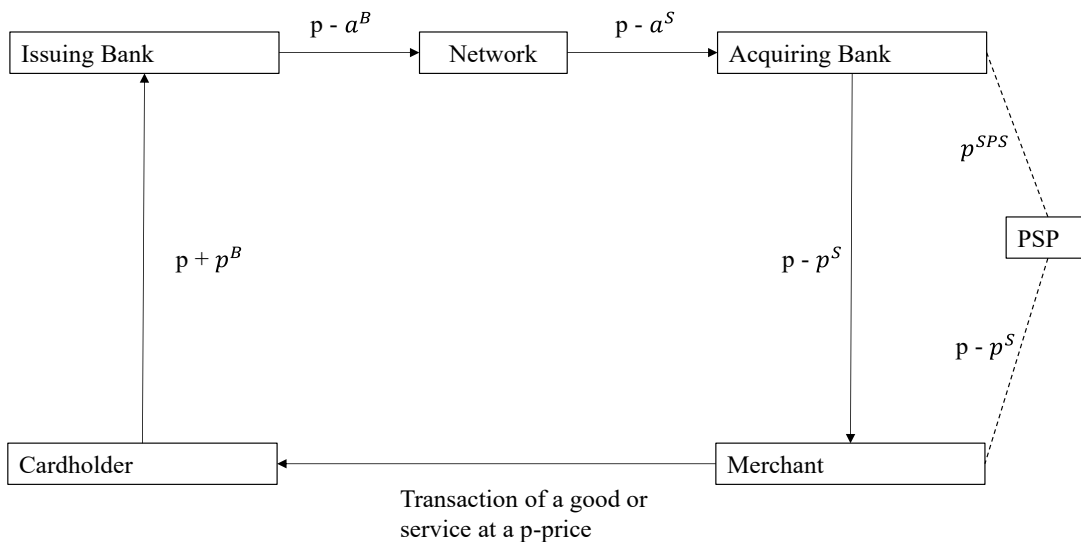 p - a^B
p - a^S
Issuing Bank
Network
Acquiring Bank
p^SPS
PSP
p + p^B
p - p^S
p - p^S
Cardholder
Merchant
Transaction of a good or
service at a p-price